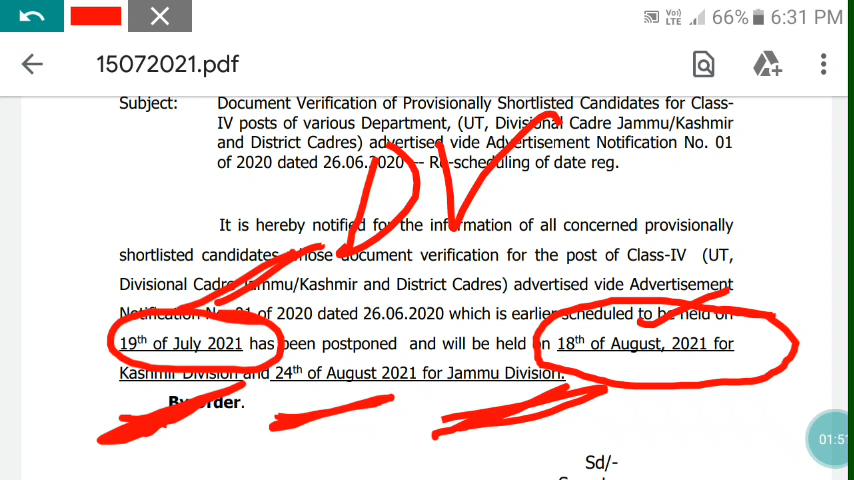 Vo)) LTE 66% 6:31 PM
15072021.pdf
Subject: Document Verification of Provisionally Shortlisted Candidates for Class-
IV posts of various Department, (UT, Divisional Cadre Jammu/Kashmir
and District Cadres) advertised vide Advertisement Notification No. 01
of 2020 dated 26.06.2020 -- Re-scheduling of date reg.
DV
It is hereby notified for the information of all concerned provisionally
shortlisted candidates whose document verification for the post of Class-IV (UT,
Divisional Cadre Jammu/Kashmir and District Cadres) advertised vide Advertisement
Notification No. 01 of 2020 dated 26.06.2020 which is earlier scheduled to be held on
19th of July 2021 has been postponed and will be held on 18th of August, 2021 for
Kashmir Division and 24th of August 2021 for Jammu Division.
By order.
01:51
Sd/-